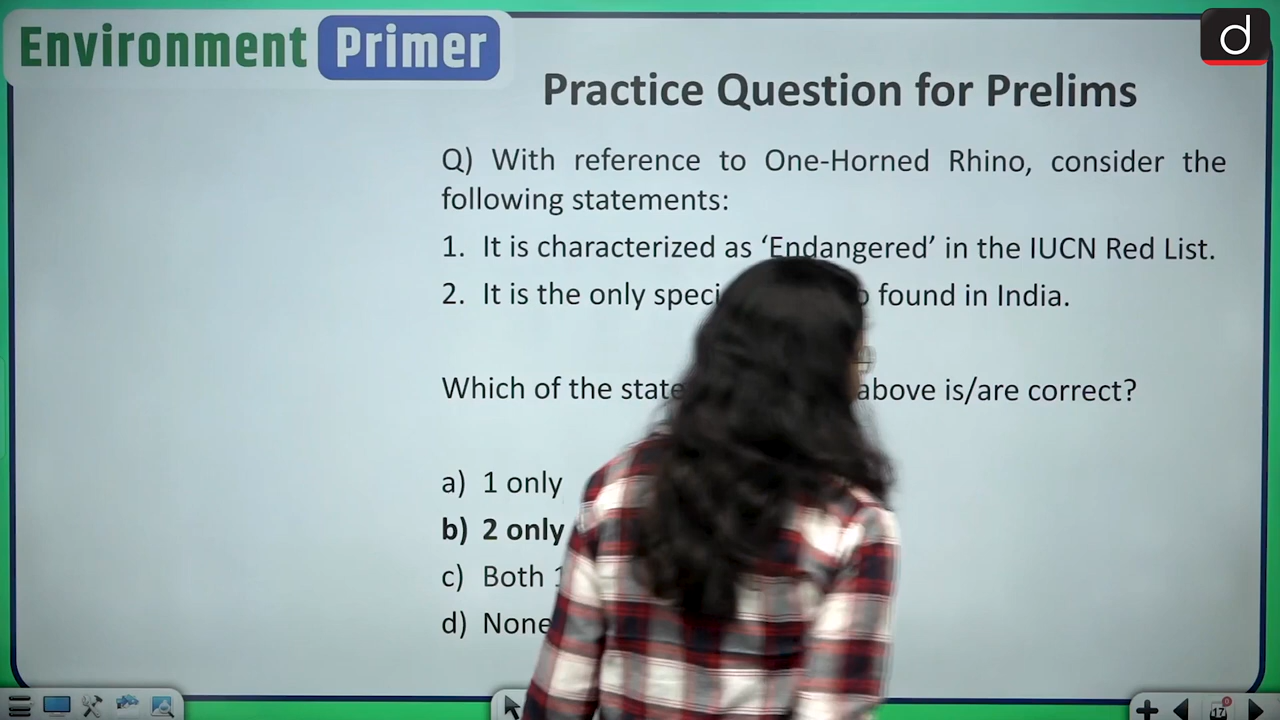 Environment Primer
d
Practice Question for Prelims
Q) With reference to One-Horned Rhino, consider the
following statements:
1. It is characterized as ‘Endangered’ in the IUCN Red List.
2. It is the only found in India.
Which of the above is/are correct?
a) 1 only
b) 2 only
c) Both
d) None
17